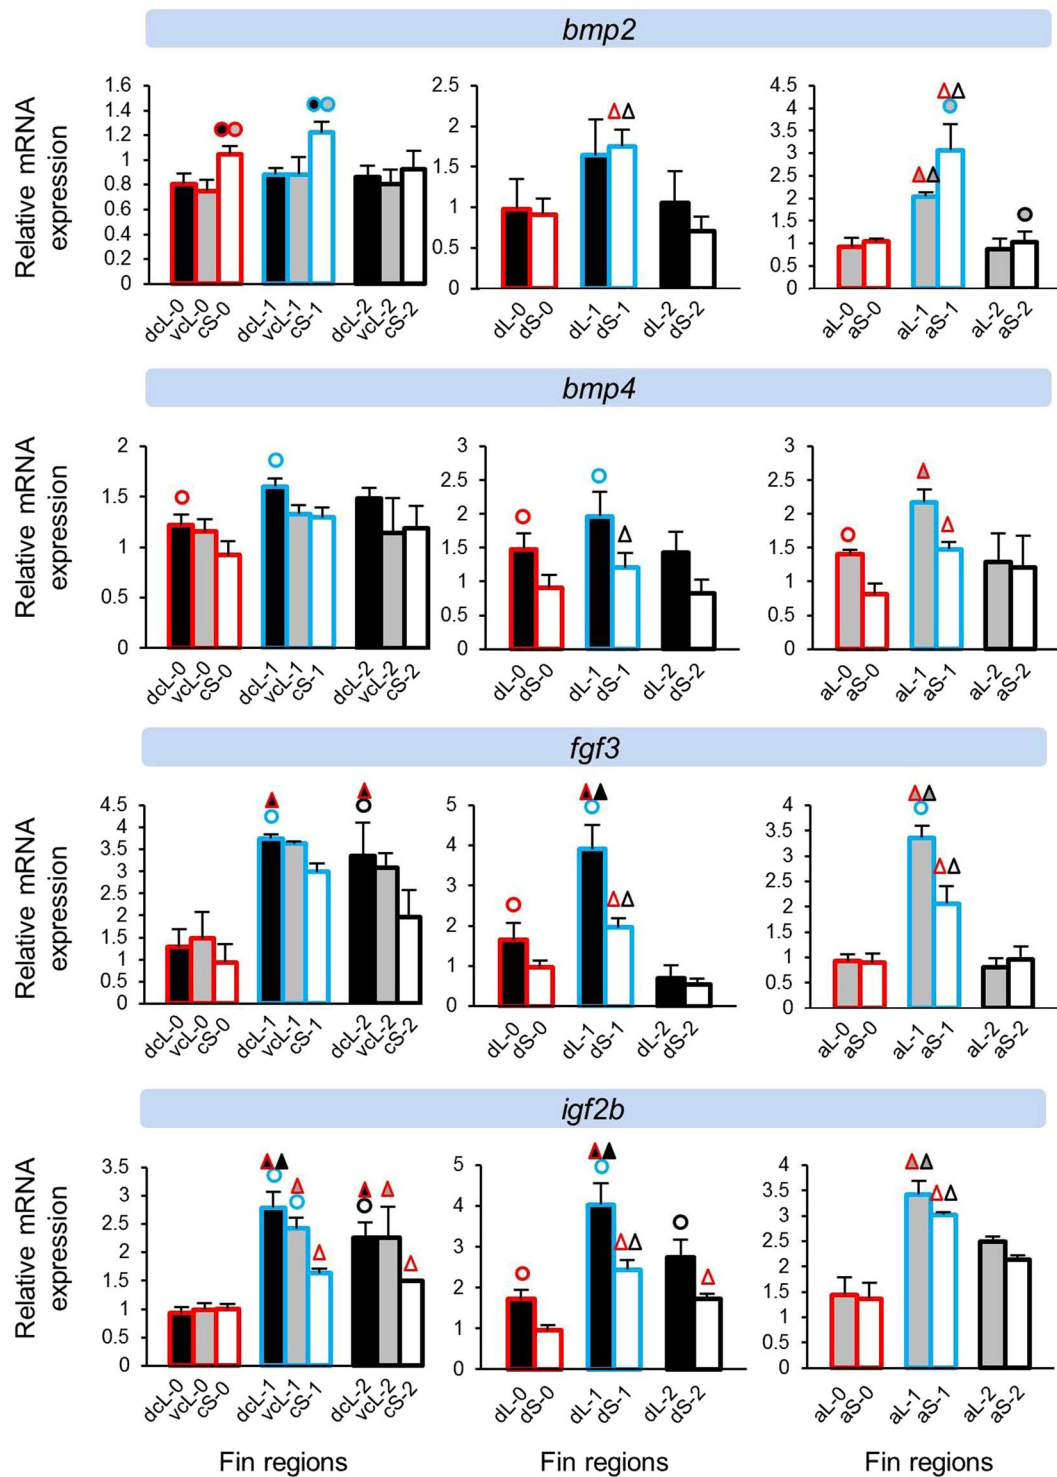 bmp2
Relative mRNA
expression
1.6
1.4
1.2
1
0.8
0.6
0.4
0.2
0
dcL-0
vcL-0
cS-0
dcL-1
vcL-1
cS-1
dcL-2
vcL-2
cS-2
2.5
2
1.5
1
0.5
0
dL-0
dS-0
dL-1
dS-1
dL-2
dS-2
4.5
4
3.5
3
2.5
2
1.5
1
0.5
0
aL-0
aS-0
aL-1
aS-1
aL-2
aS-2
bmp4
Relative mRNA
expression
2
1.5
1
0.5
0
dcL-0
vcL-0
cS-0
dcL-1
vcL-1
cS-1
dcL-2
vcL-2
cS-2
3
2.5
2
1.5
1
0.5
0
dL-0
dS-0
dL-1
dS-1
dL-2
dS-2
3
2.5
2
1.5
1
0.5
0
aL-0
aS-0
aL-1
aS-1
aL-2
aS-2
fgf3
Relative mRNA
expression
4.5
4
3.5
3
2.5
2
1.5
1
0.5
0
dcL-0
vcL-0
cS-0
dcL-1
vcL-1
cS-1
dcL-2
vcL-2
cS-2
5
4
3
2
1
0
dL-0
dS-0
dL-1
dS-1
dL-2
dS-2
4
3.5
3
2.5
2
1.5
1
0.5
0
aL-0
aS-0
aL-1
aS-1
aL-2
aS-2
igf2b
Relative mRNA
expression
3.5
3
2.5
2
1.5
1
0.5
0
dcL-0
vcL-0
cS-0
dcL-1
vcL-1
cS-1
dcL-2
vcL-2
cS-2
5
4
3
2
1
0
dL-0
dS-0
dL-1
dS-1
dL-2
dS-2
4
3.5
3
2.5
2
1.5
1
0.5
0
aL-0
aS-0
aL-1
aS-1
aL-2
aS-2
Fin regions
Fin regions
Fin regions